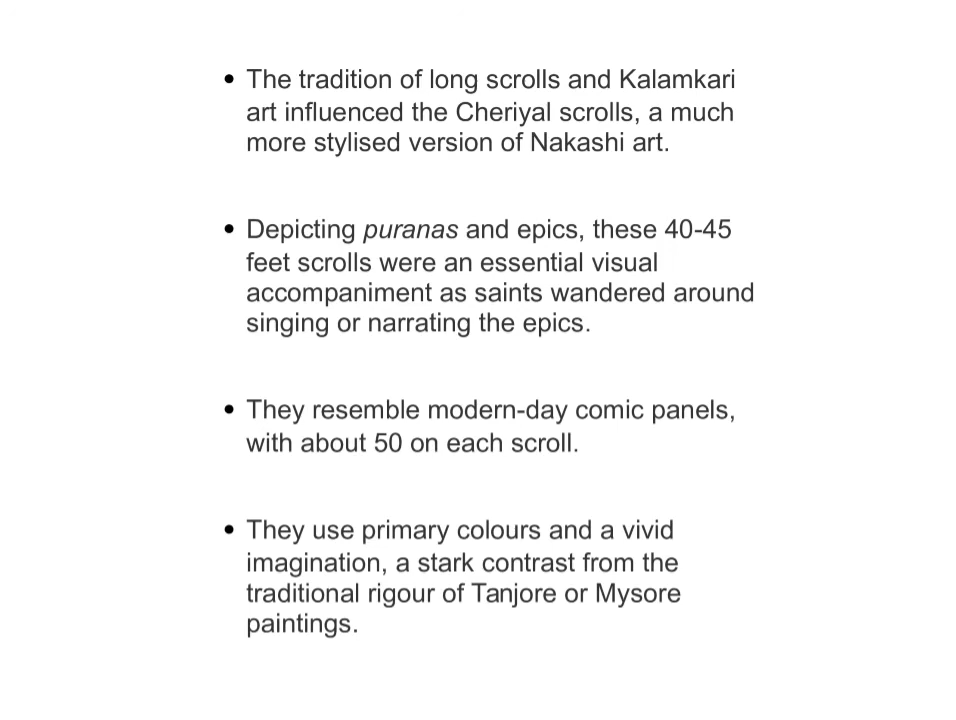 • The tradition of long scrolls and Kalamkari
art influenced the Cheriyal scrolls, a much
more stylised version of Nakashi art.
• Depicting puranas and epics, these 40-45
feet scrolls were an essential visual
accompaniment as saints wandered around
singing or narrating the epics.
• They resemble modern-day comic panels,
with about 50 on each scroll.
• They use primary colours and a vivid
imagination, a stark contrast from the
traditional rigour of Tanjore or Mysore
paintings.